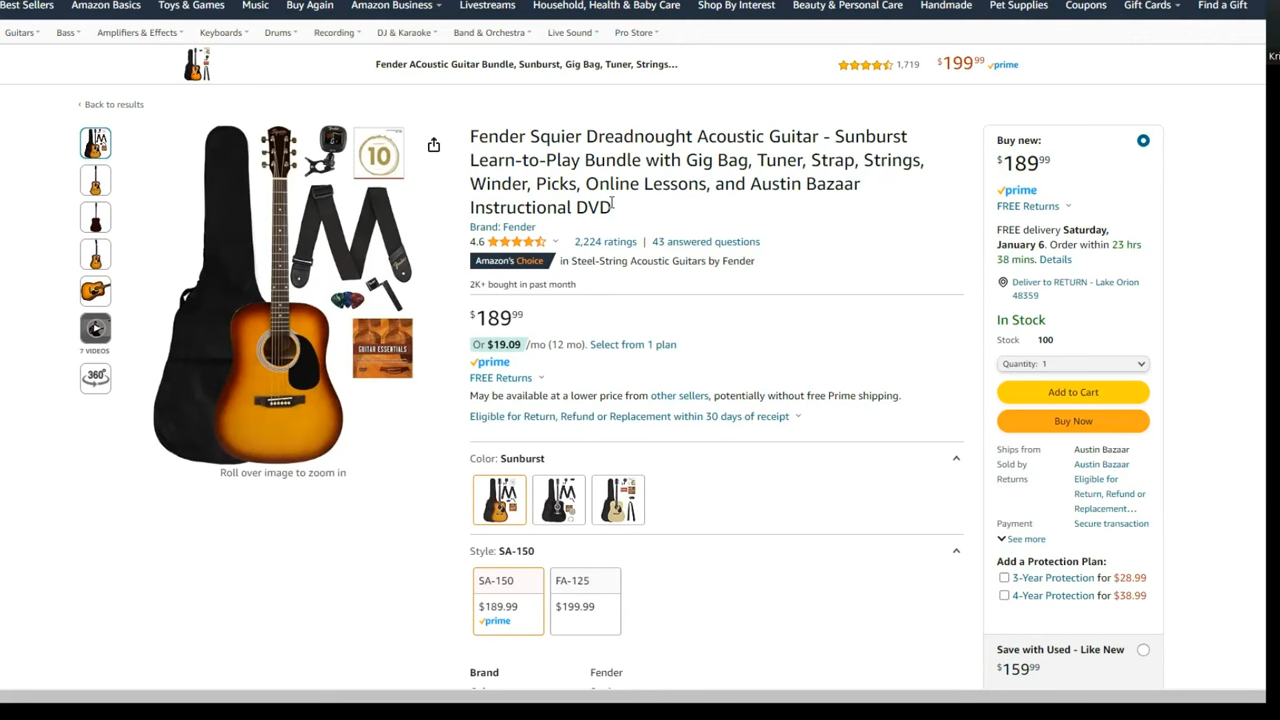 Best Sellers Amazon Basics Toys & Games Music Buy Again Amazon Business Livestreams Household, Health & Baby Care Shop By Interest Beauty & Personal Care Handmade Pet Supplies Coupons Gift Cards Find a Gift
Guitars Bass Amplifiers & Effects Keyboards Drums Recording DJ & Karaoke Band & Orchestra Live Sound Pro Store
Fender ACoustic Guitar Bundle, Sunburst, Gig Bag, Tuner, Strings... 1,719 $199.99 prime
‹ Back to results
Fender Squier Dreadnought Acoustic Guitar - Sunburst
Learn-to-Play Bundle with Gig Bag, Tuner, Strap, Strings,
Winder, Picks, Online Lessons, and Austin Bazaar
Instructional DVD
Brand: Fender
4.6 2,224 ratings | 43 answered questions
Amazon's Choice in Steel-String Acoustic Guitars by Fender
2K+ bought in past month
$189.99
Or $19.09 /mo (12 mo). Select from 1 plan
prime
FREE Returns
May be available at a lower price from other sellers, potentially without free Prime shipping.
Eligible for Return, Refund or Replacement within 30 days of receipt
Color: Sunburst
Style: SA-150
SA-150 FA-125
$189.99 $199.99
prime
Brand Fender
10
GUITAR ESSENTIALS
7 VIDEOS
360°
Roll over image to zoom in
Buy new:
$189.99
prime
FREE Returns
FREE delivery Saturday,
January 6. Order within 23 hrs
38 mins. Details
Deliver to RETURN - Lake Orion
48359
In Stock
Stock 100
Quantity: 1
Add to Cart
Buy Now
Ships from Austin Bazaar
Sold by Austin Bazaar
Returns Eligible for
Return, Refund or
Replacement...
Payment Secure transaction
See more
Add a Protection Plan:
3-Year Protection for $28.99
4-Year Protection for $38.99
Save with Used - Like New
$159.99